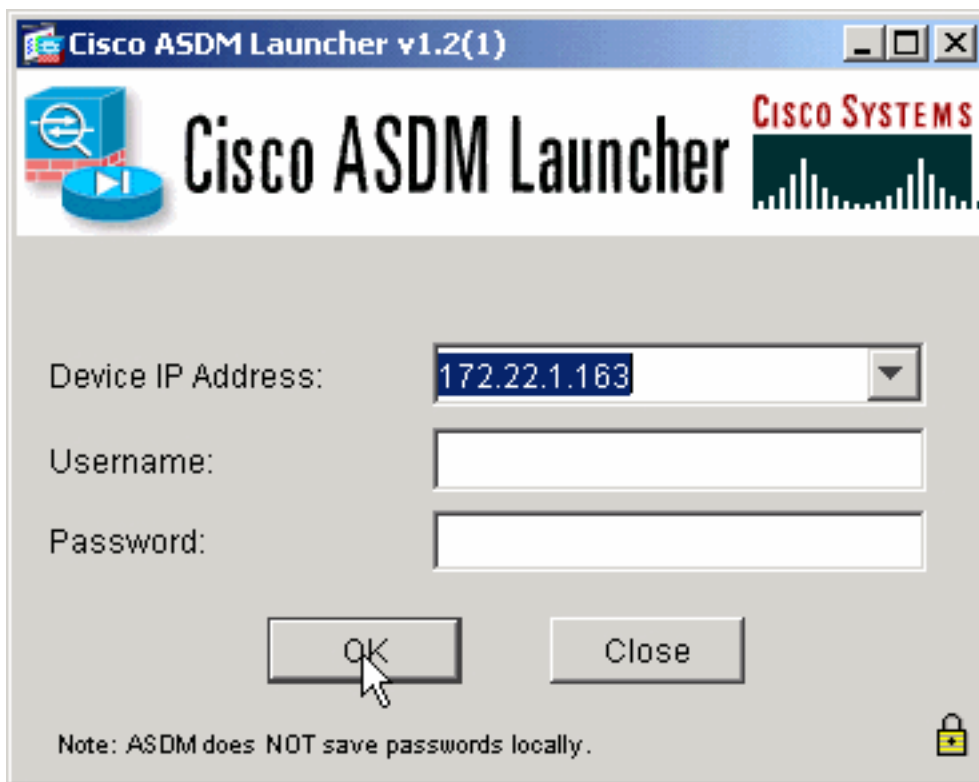 Cisco ASDM Launcher v1.2(1)
Cisco ASDM Launcher
CISCO SYSTEMS
Device IP Address: 172.22.1.163
Username:
Password:
OK Close
Note: ASDM does NOT save passwords locally.